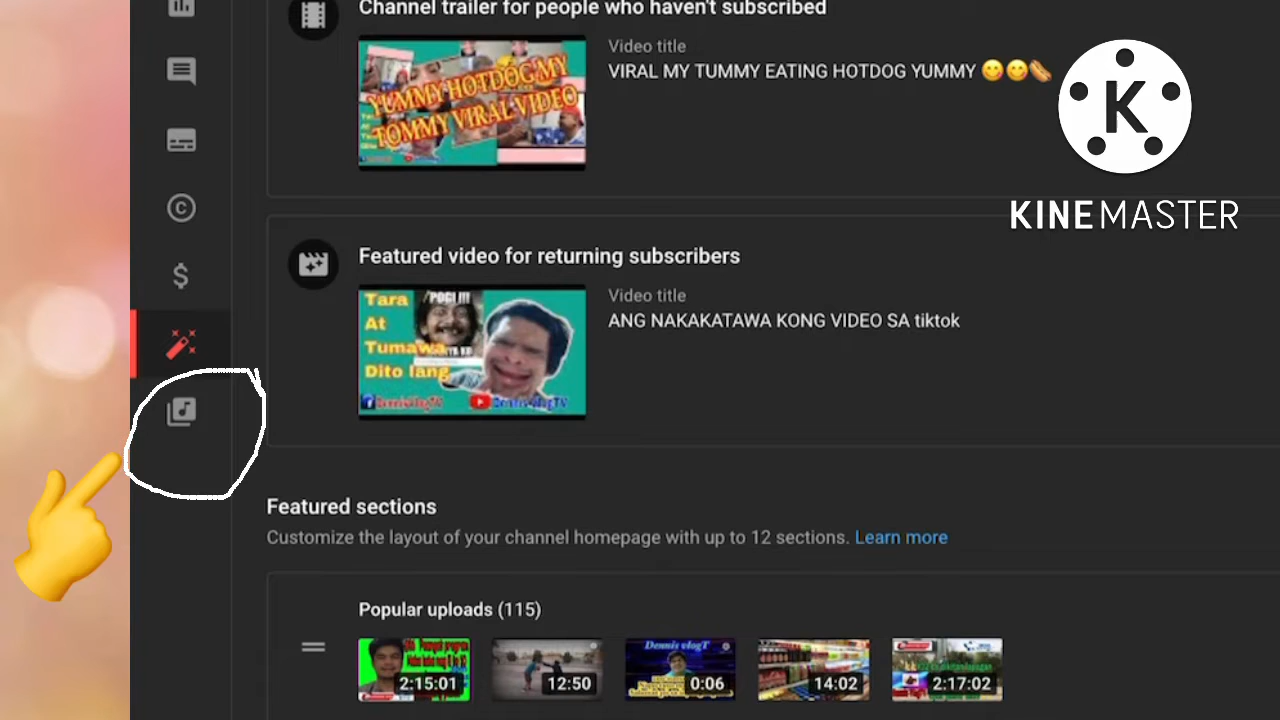 Channel trailer for people who haven't subscribed
Video title
VIRAL MY TUMMY EATING HOTDOG YUMMY 😋😋🌭
YUMMY HOTDOG MY
TOMMY VIRAL VIDEO
K
KINEMASTER
Featured video for returning subscribers
Video title
ANG NAKAKATAWA KONG VIDEO SA tiktok
Tara
At
Tumawa
Dito lang
POGI !!!
DennisvlogTV
Dennis vlogTV
Featured sections
Customize the layout of your channel homepage with up to 12 sections. Learn more
Popular uploads (115)
2:15:01
12:50
Dennis vlogT
0:06
14:02
2:17:02